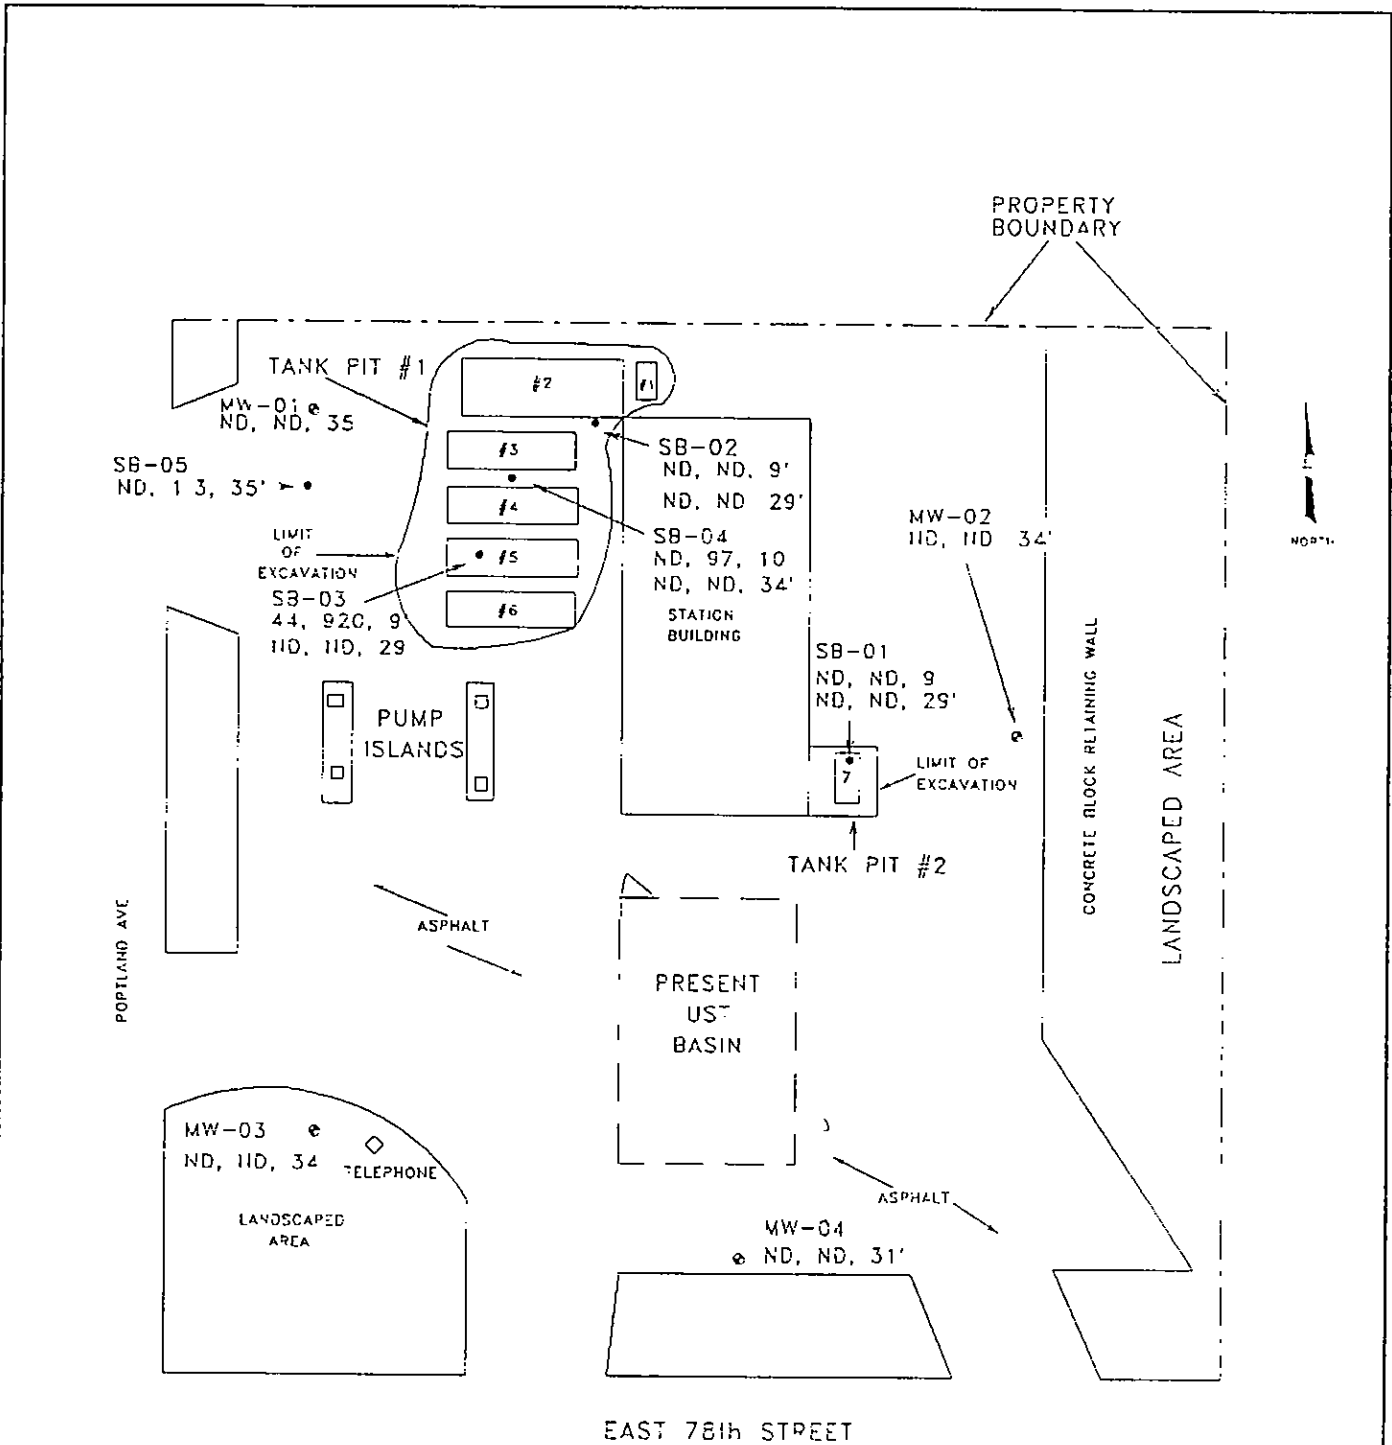 PROPERTY
BOUNDARY
TANK PIT #1
#2
#1
MW-01
ND, ND, 35
#3
SB-02
ND, ND, 9'
ND, ND 29'
SB-05
ND, 1 3, 35'
#4
MW-02
ND, ND 34'
SB-04
ND, 97, 10
ND, ND, 34'
LIMIT
OF
EXCAVATION
#5
NORTH
SB-03
44, 920, 9
ND, ND, 29
#6
STATION
BUILDING
SB-01
ND, ND, 9
ND, ND, 29'
PUMP
ISLANDS
CONCRETE BLOCK RETAINING WALL
LANDSCAPED AREA
7
LIMIT OF
EXCAVATION
TANK PIT #2
ASPHALT
PORTLAND AVE
PRESENT
UST
BASIN
MW-03
ND, ND, 34
TELEPHONE
LANDSCAPED
AREA
ASPHALT
MW-04
ND, ND, 31'
EAST 78th STREET